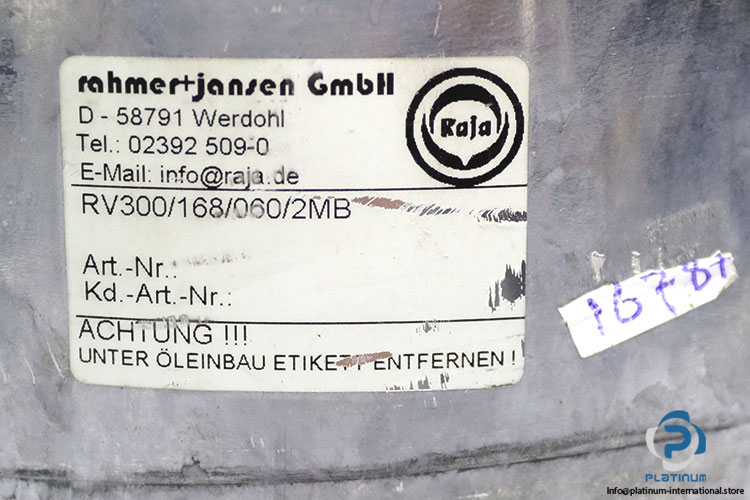 rahmer+jansen GmbH
D - 58791 Werdohl
Tel.: 02392 509-0
E-Mail: info@raja.de
Raja
RV300/168/060/2MB
Art.-Nr.:
Kd.-Art.-Nr.:
ACHTUNG !!!
UNTER ÖLEINBAU ETIKETT ENTFERNEN !
PLATINUM
Info@platinum-international.store